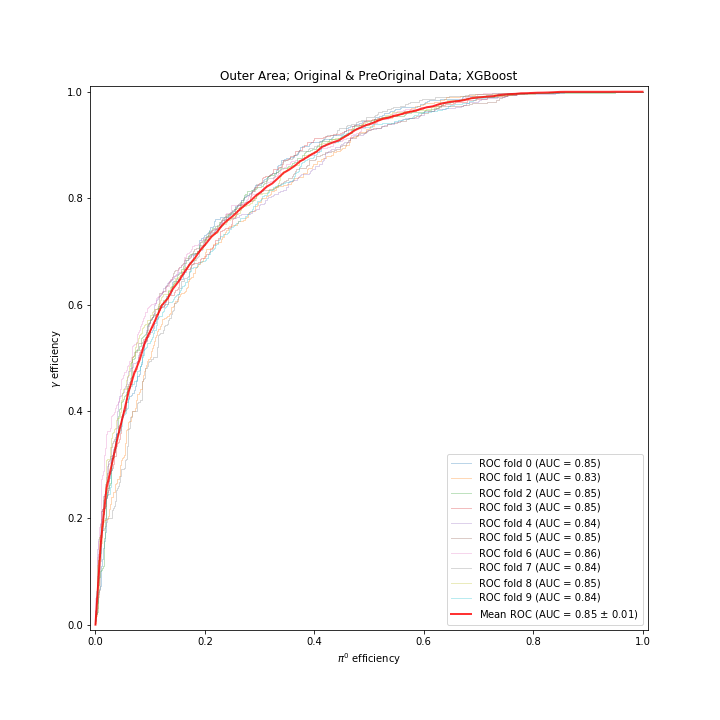 Outer Area; Original & PreOriginal Data; XGBoost
1.0
0.8
0.6
0.4
0.2
0.0
γ efficiency
0.0 0.2 0.4 0.6 0.8 1.0
π⁰ efficiency
ROC fold 0 (AUC = 0.85)
ROC fold 1 (AUC = 0.83)
ROC fold 2 (AUC = 0.85)
ROC fold 3 (AUC = 0.85)
ROC fold 4 (AUC = 0.84)
ROC fold 5 (AUC = 0.85)
ROC fold 6 (AUC = 0.86)
ROC fold 7 (AUC = 0.84)
ROC fold 8 (AUC = 0.85)
ROC fold 9 (AUC = 0.84)
Mean ROC (AUC = 0.85 ± 0.01)